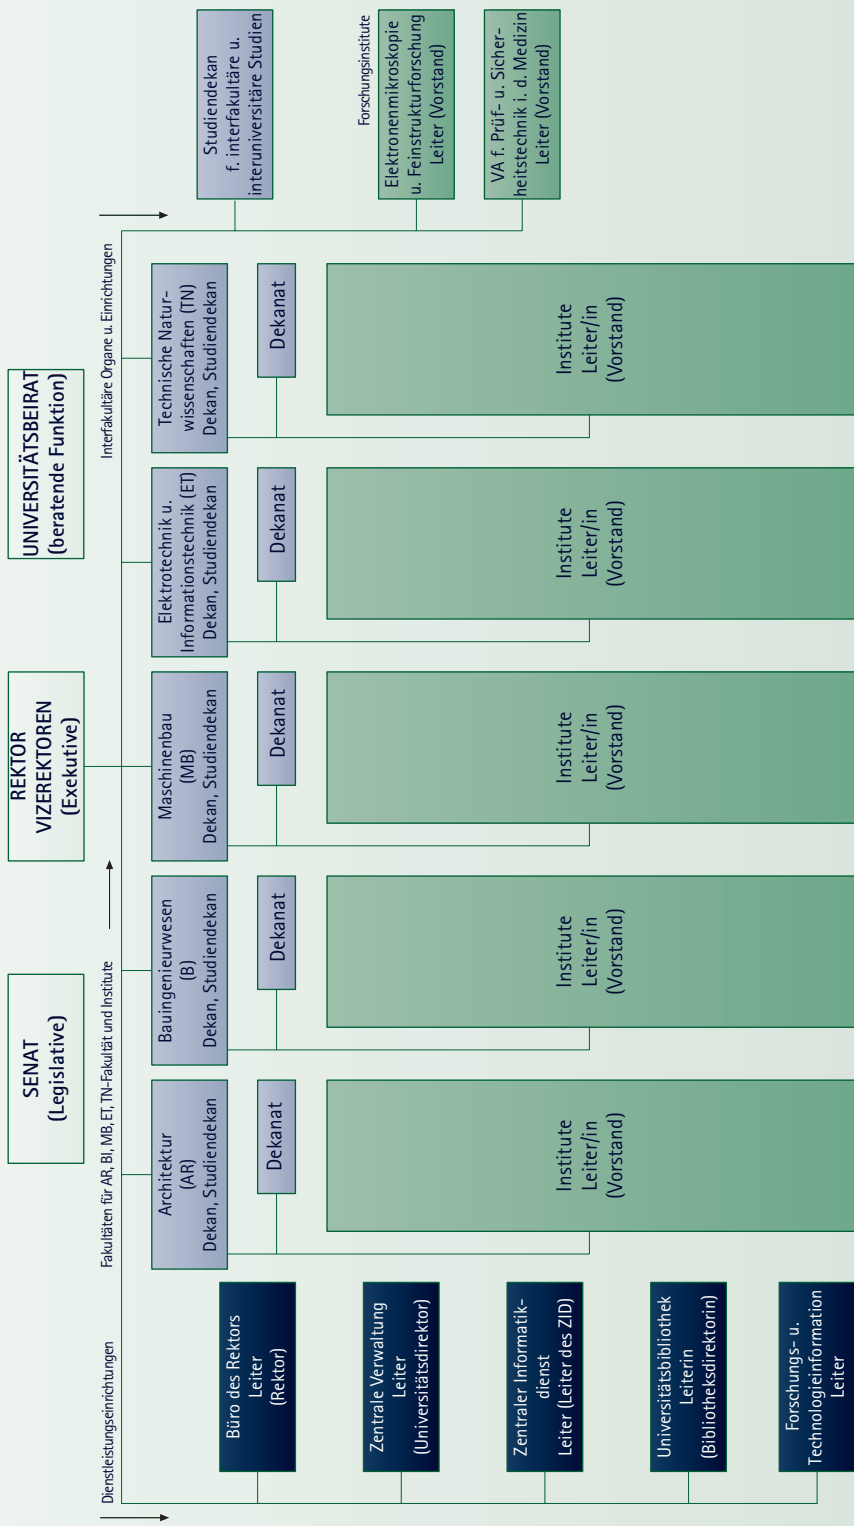 SENAT
(Legislative)
REKTOR
VIZEREKTOREN
(Exekutive)
UNIVERSITÄTSBEIRAT
(beratende Funktion)
Dienstleistungseinrichtungen
Fakultäten für AR, BI, MB, ET, TN-Fakultät und Institute
Interfakultäre Organe u. Einrichtungen
Büro des Rektors
Leiter
(Rektor)
Zentrale Verwaltung
Leiter
(Universitätsdirektor)
Zentraler Informatik-
dienst
Leiter (Leiter des ZID)
Universitätsbibliothek
Leiterin
(Bibliotheksdirektorin)
Forschungs- u.
Technologieinformation
Leiter
Architektur
(AR)
Dekan, Studiendekan
Dekanat
Institute
Leiter/in
(Vorstand)
Bauingenieurwesen
(B)
Dekan, Studiendekan
Dekanat
Institute
Leiter/in
(Vorstand)
Maschinenbau
(MB)
Dekan, Studiendekan
Dekanat
Institute
Leiter/in
(Vorstand)
Elektrotechnik u.
Informationstechnik (ET)
Dekan, Studiendekan
Dekanat
Institute
Leiter/in
(Vorstand)
Technische Natur-
wissenschaften (TN)
Dekan, Studiendekan
Dekanat
Institute
Leiter/in
(Vorstand)
Studiendekan
f. interfakultäre u.
interuniversitäre Studien
Forschungsinstitute
Elektronenmikroskopie
u. Feinstrukturforschung
Leiter (Vorstand)
VA f. Prüf- u. Sicher-
heitstechnik i. d. Medizin
Leiter (Vorstand)